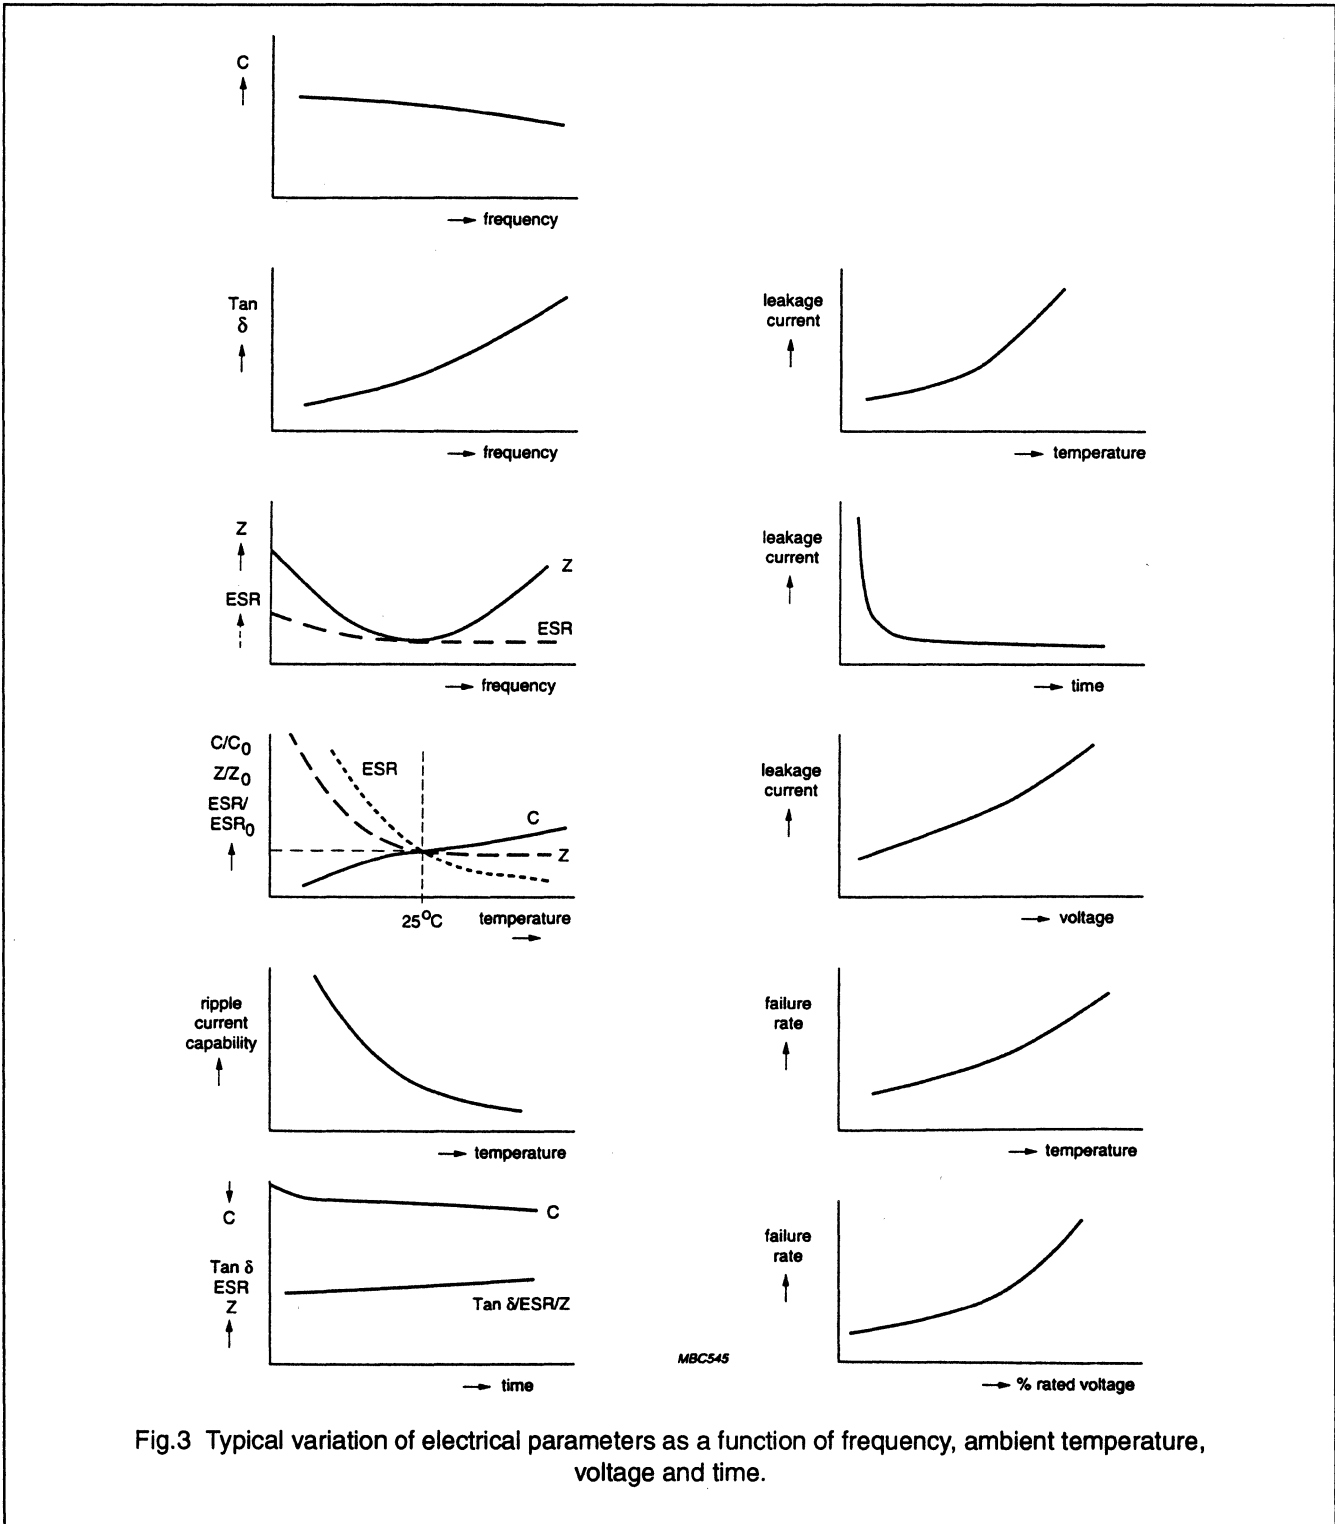 C
frequency
Tan
δ
frequency
leakage
current
temperature
Z
ESR
Z
ESR
frequency
leakage
current
time
C/C0
Z/Z0
ESR/
ESR0
ESR
C
Z
25°C
temperature
leakage
current
voltage
ripple
current
capability
temperature
failure
rate
temperature
C
Tan δ
ESR
Z
C
Tan δ/ESR/Z
time
failure
rate
% rated voltage
MBC545
Fig.3 Typical variation of electrical parameters as a function of frequency, ambient temperature,
voltage and time.